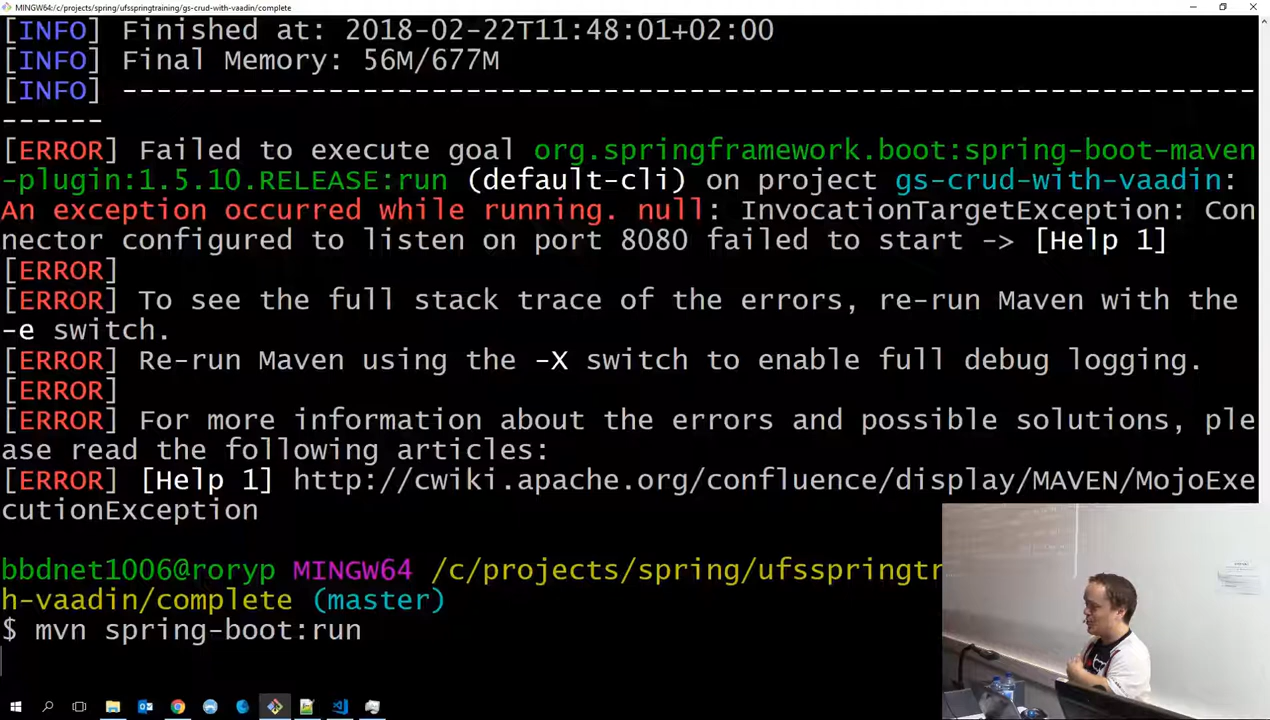 MINGW64:/c/projects/spring/ufsspringtraining/gs-crud-with-vaadin/complete
[INFO] Finished at: 2018-02-22T11:48:01+02:00
[INFO] Final Memory: 56M/677M
[INFO] ------------------------------------------------------------------
------
[ERROR] Failed to execute goal org.springframework.boot:spring-boot-maven
-plugin:1.5.10.RELEASE:run (default-cli) on project gs-crud-with-vaadin:
An exception occurred while running. null: InvocationTargetException: Con
nector configured to listen on port 8080 failed to start -> [Help 1]
[ERROR]
[ERROR] To see the full stack trace of the errors, re-run Maven with the
-e switch.
[ERROR] Re-run Maven using the -X switch to enable full debug logging.
[ERROR]
[ERROR] For more information about the errors and possible solutions, ple
ase read the following articles:
[ERROR] [Help 1] http://cwiki.apache.org/confluence/display/MAVEN/MojoExe
cutionException
bbdnet1006@roryp MINGW64 /c/projects/spring/ufsspringtr
h-vaadin/complete (master)
$ mvn spring-boot:run